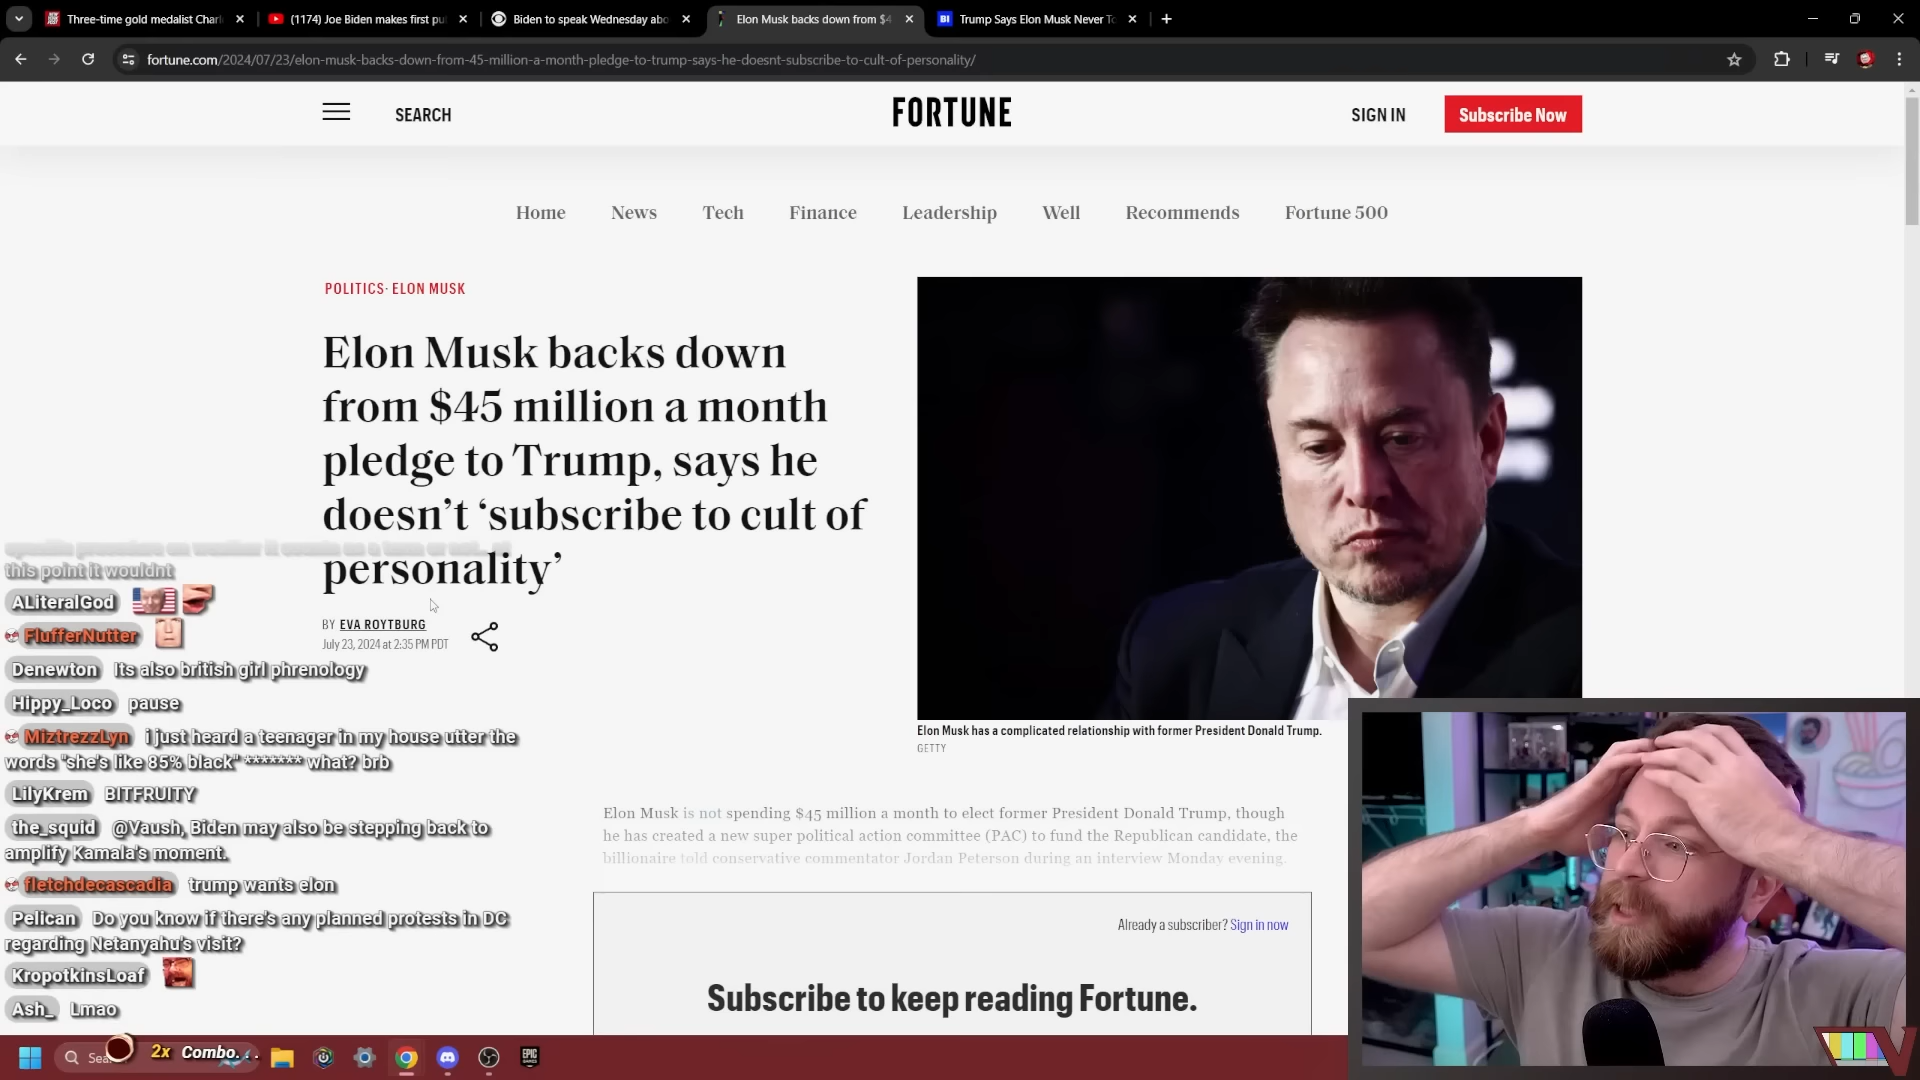 Three-time gold medalist Charl
(1174) Joe Biden makes first pu
Biden to speak Wednesday abo
Elon Musk backs down from $4
BI Trump Says Elon Musk Never To
fortune.com/2024/07/23/elon-musk-backs-down-from-45-million-a-month-pledge-to-trump-says-he-doesnt-subscribe-to-cult-of-personality/
SEARCH
FORTUNE
SIGN IN
Subscribe Now
Home News Tech Finance Leadership Well Recommends Fortune 500
POLITICS· ELON MUSK
Elon Musk backs down
from $45 million a month
pledge to Trump, says he
doesn’t ‘subscribe to cult of
personality’
BY EVA ROYTBURG
July 23, 2024 at 2:35 PM PDT
Elon Musk has a complicated relationship with former President Donald Trump.
GETTY
Elon Musk is not spending $45 million a month to elect former President Donald Trump, though
he has created a new super political action committee (PAC) to fund the Republican candidate, the
billionaire told conservative commentator Jordan Peterson during an interview Monday evening.
Already a subscriber? Sign in now
Subscribe to keep reading Fortune.
this point it wouldnt
ALiteralGod
FlufferNutter
Denewton Its also british girl phrenology
Hippy_Loco pause
MiztrezzLyn i just heard a teenager in my house utter the
words "she's like 85% black" ******* what? brb
LilyKrem BITFRUITY
the_squid @Vaush, Biden may also be stepping back to
amplify Kamala's moment.
fletchdecascadia trump wants elon
Pelican Do you know if there's any planned protests in DC
regarding Netanyahu's visit?
KropotkinsLoaf
Ash_ Lmao
Sea
2x Combo. . .
EPIC GAMES